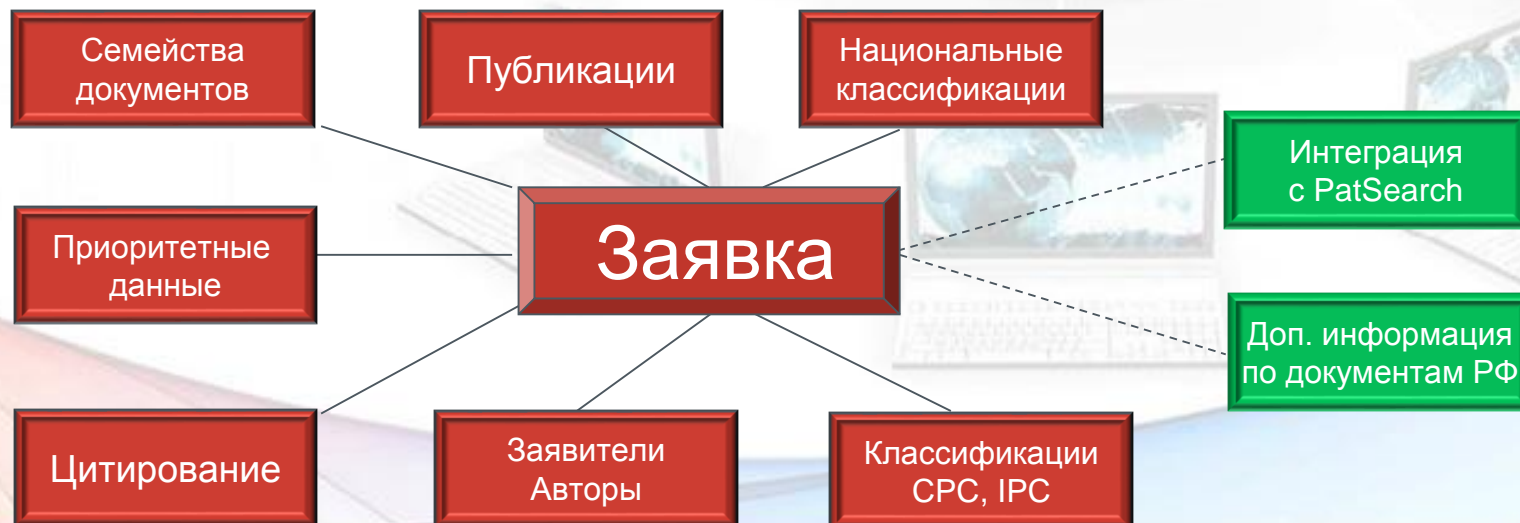 Семейства
документов
Публикации
Национальные
классификации
Интеграция
с PatSearch
Приоритетные
данные
Заявка
Доп. информация
по документам РФ
Цитирование
Заявители
Авторы
Классификации
CPC, IPC